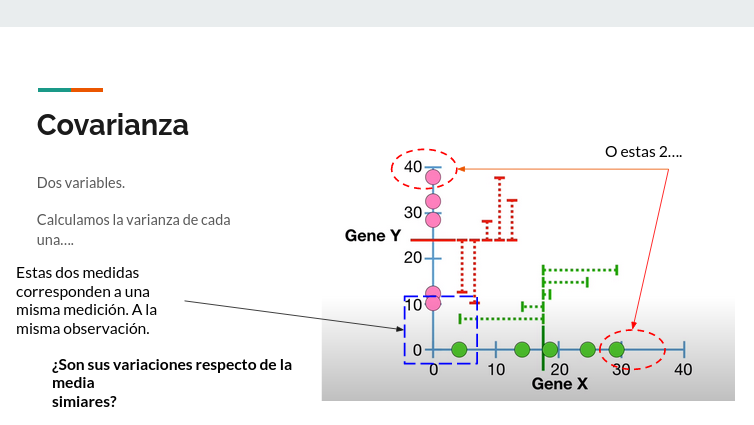 Covarianza
Dos variables.
Calculamos la varianza de cada
una....
Estas dos medidas
corresponden a una
misma medición. A la
misma observación.
¿Son sus variaciones respecto de la
media
simiares?
O estas 2....
40
30
Gene Y
20
10
0
0 10 20 30 40
Gene X